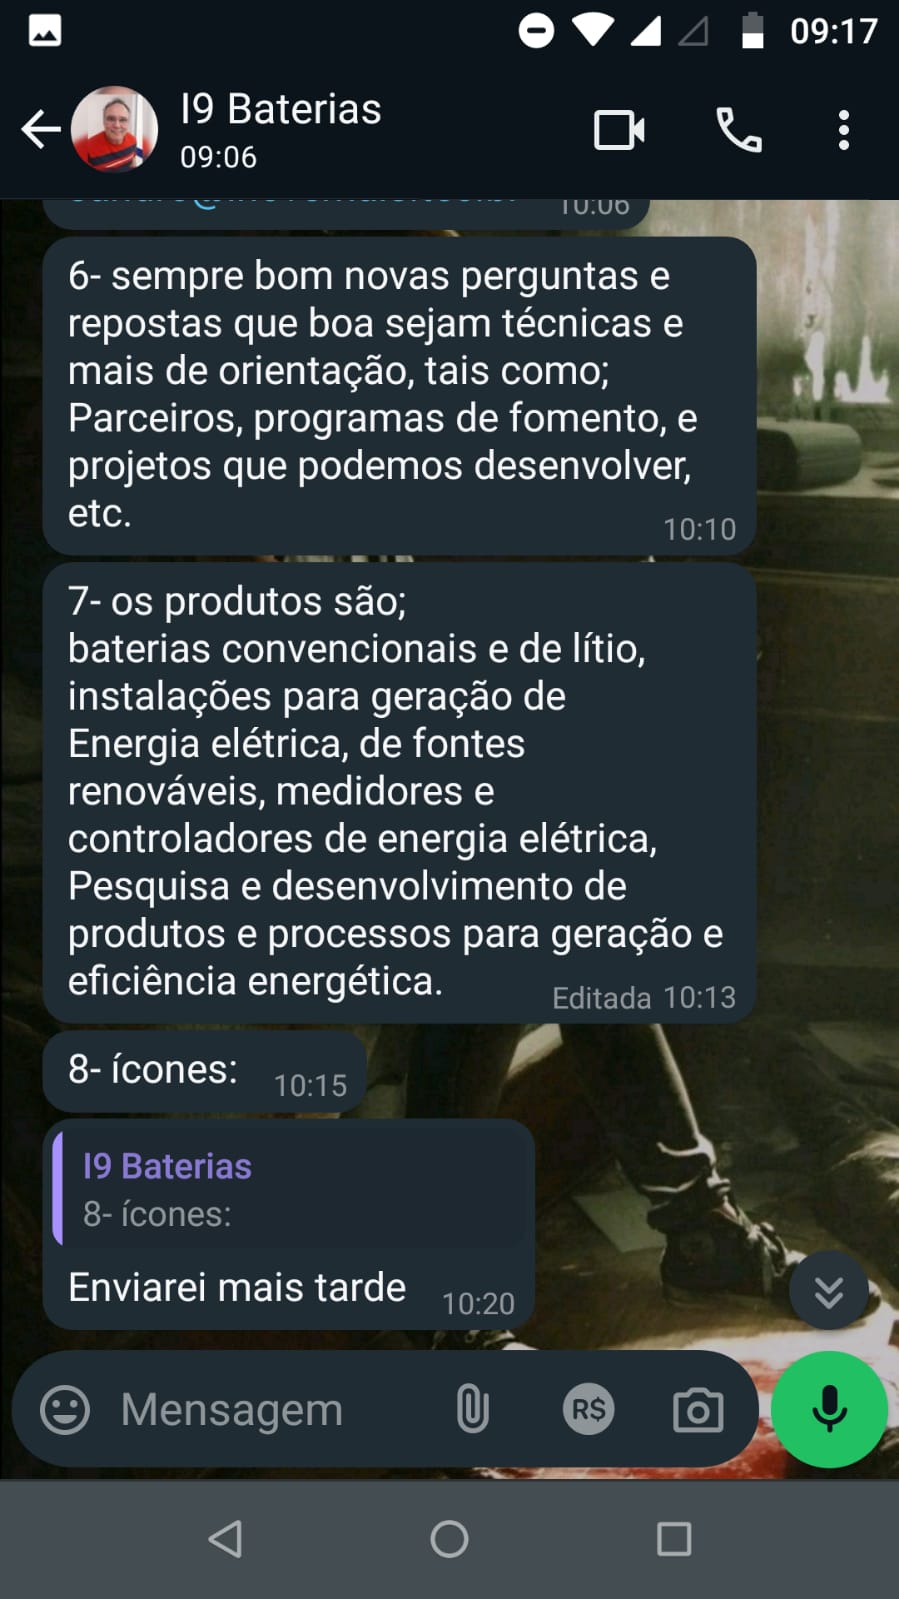 09:17
I9 Baterias
09:06
10:06
6- sempre bom novas perguntas e
repostas que boa sejam técnicas e
mais de orientação, tais como;
Parceiros, programas de fomento, e
projetos que podemos desenvolver,
etc.
10:10
7- os produtos são;
baterias convencionais e de lítio,
instalações para geração de
Energia elétrica, de fontes
renováveis, medidores e
controladores de energia elétrica,
Pesquisa e desenvolvimento de
produtos e processos para geração e
eficiência energética.
Editada 10:13
8- ícones:
10:15
I9 Baterias
8- ícones:
Enviarei mais tarde
10:20
Mensagem
R$